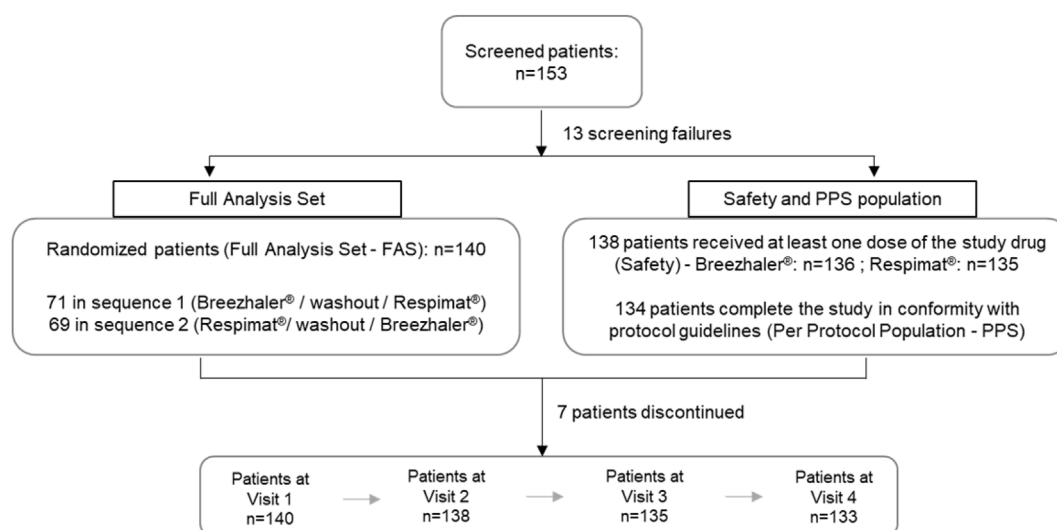 Screened patients:
n=153
13 screening failures
Full Analysis Set
Randomized patients (Full Analysis Set - FAS): n=140
71 in sequence 1 (Breezhaler® / washout / Respimat®)
69 in sequence 2 (Respimat®/ washout / Breezhaler®)
Safety and PPS population
138 patients received at least one dose of the study drug
(Safety) - Breezhaler®: n=136 ; Respimat®: n=135
134 patients complete the study in conformity with
protocol guidelines (Per Protocol Population - PPS)
7 patients discontinued
Patients at
Visit 1
n=140
Patients at
Visit 2
n=138
Patients at
Visit 3
n=135
Patients at
Visit 4
n=133